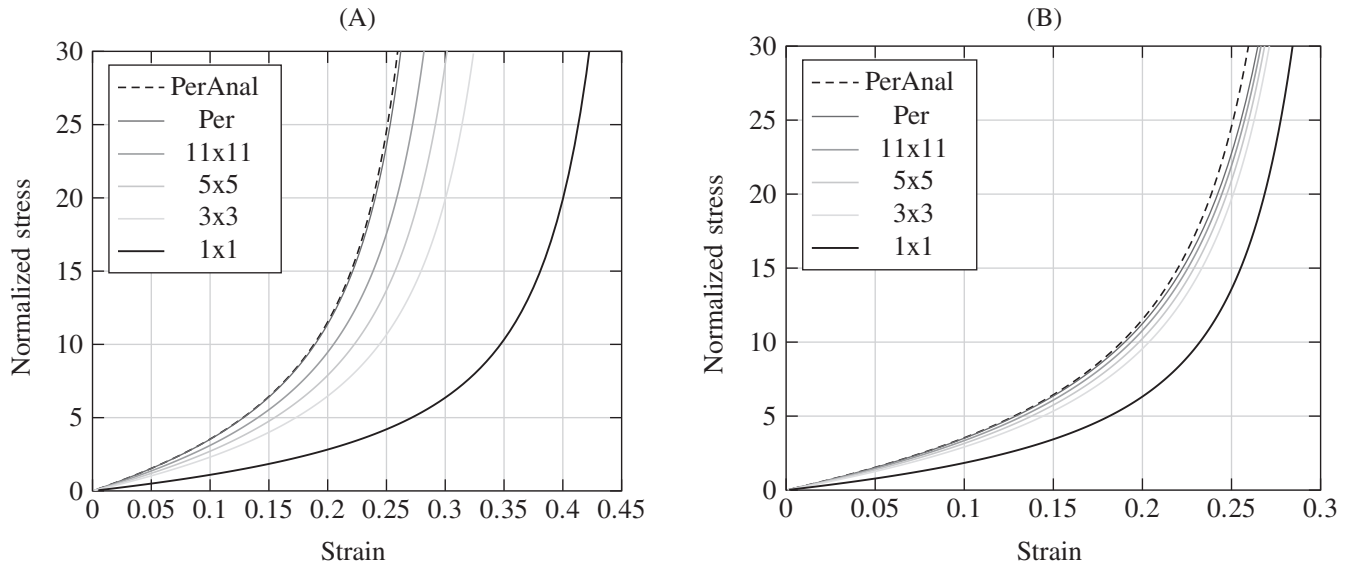 (A)
30
25
20
15
10
5
0
Normalized stress
PerAnal
Per
11x11
5x5
3x3
1x1
0 0.05 0.1 0.15 0.2 0.25 0.3 0.35 0.4 0.45
Strain
(B)
30
25
20
15
10
5
0
Normalized stress
PerAnal
Per
11x11
5x5
3x3
1x1
0 0.05 0.1 0.15 0.2 0.25 0.3
Strain